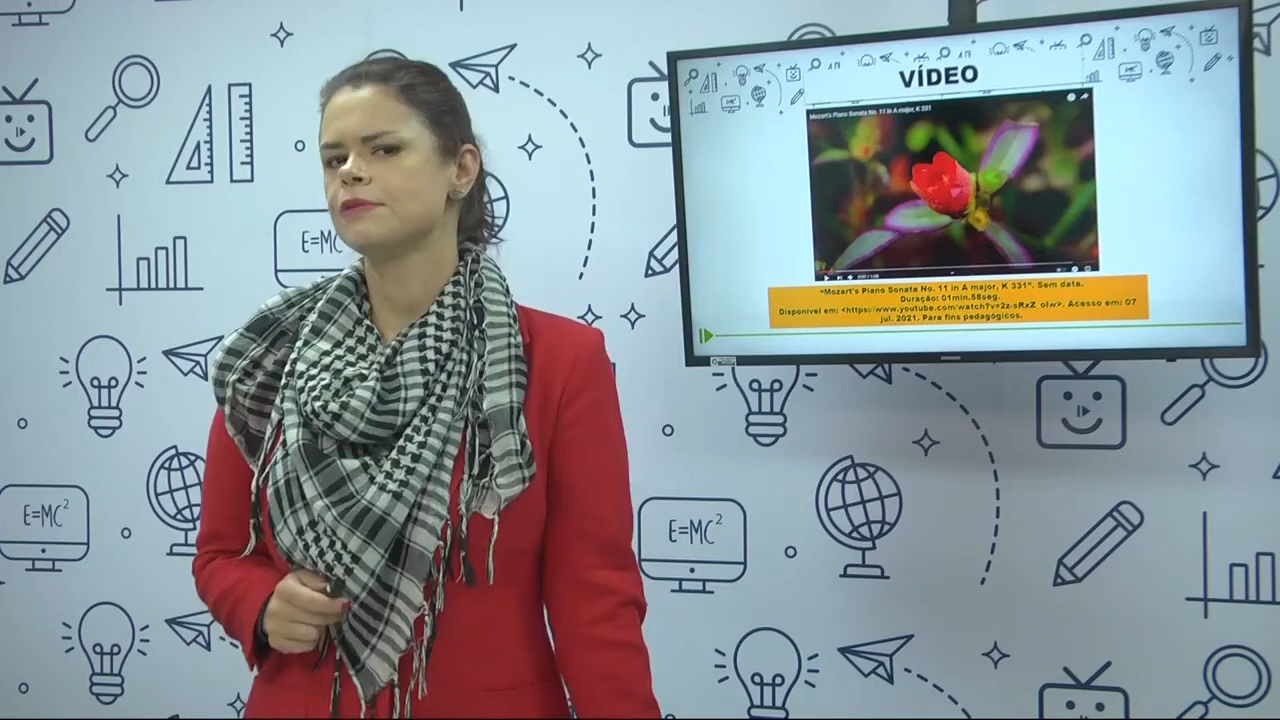 VÍDEO
Mozart's Piano Sonata No. 11 in A major, K 331
"Mozart's Piano Sonata No. 11 in A major, K 331". Sem data.
Duração: 01min.58seg.
Disponível em: <https://www.youtube.com/watch?v=2z-sRxZ_olw>. Acesso em: 07
jul. 2021. Para fins pedagógicos.
SAMSUNG
E=MC
E=MC²
E=MC²